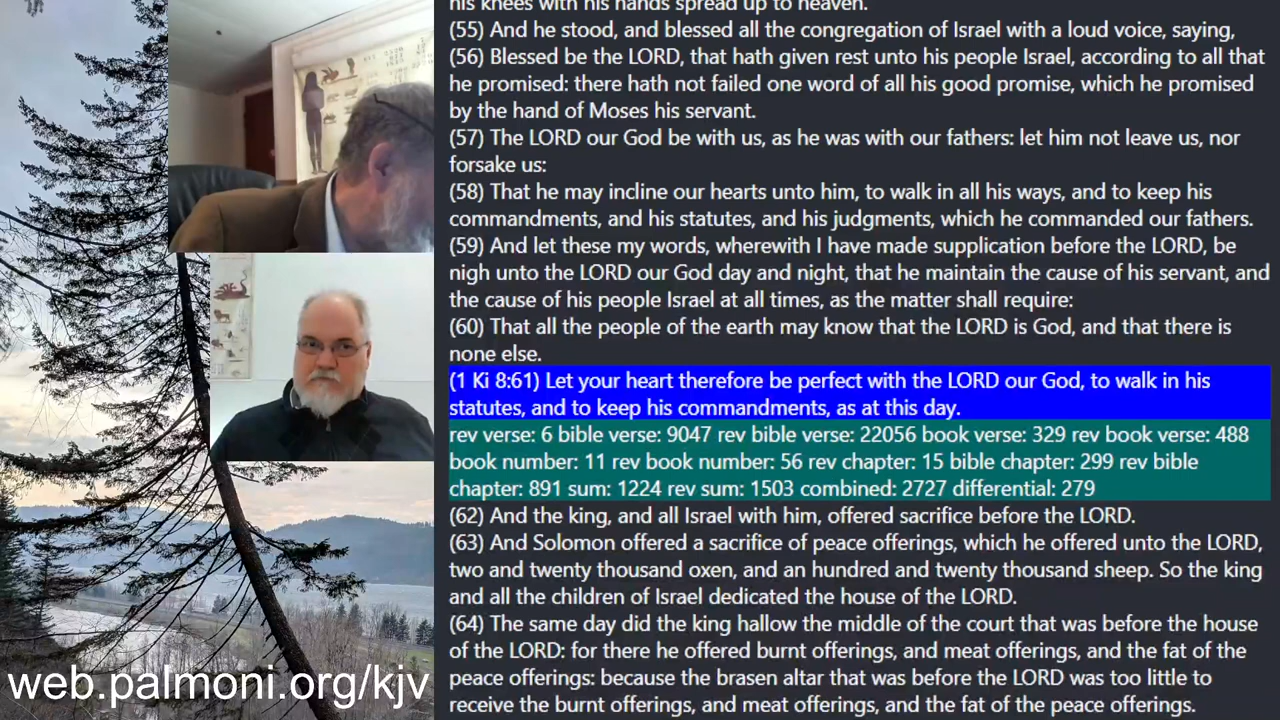 his knees with his hands spread up to heaven.
(55) And he stood, and blessed all the congregation of Israel with a loud voice, saying,
(56) Blessed be the LORD, that hath given rest unto his people Israel, according to all that
he promised: there hath not failed one word of all his good promise, which he promised
by the hand of Moses his servant.
(57) The LORD our God be with us, as he was with our fathers: let him not leave us, nor
forsake us:
(58) That he may incline our hearts unto him, to walk in all his ways, and to keep his
commandments, and his statutes, and his judgments, which he commanded our fathers.
(59) And let these my words, wherewith I have made supplication before the LORD, be
nigh unto the LORD our God day and night, that he maintain the cause of his servant, and
the cause of his people Israel at all times, as the matter shall require:
(60) That all the people of the earth may know that the LORD is God, and that there is
none else.
(1 Ki 8:61) Let your heart therefore be perfect with the LORD our God, to walk in his
statutes, and to keep his commandments, as at this day.
rev verse: 6 bible verse: 9047 rev bible verse: 22056 book verse: 329 rev book verse: 488
book number: 11 rev book number: 56 rev chapter: 15 bible chapter: 299 rev bible
chapter: 891 sum: 1224 rev sum: 1503 combined: 2727 differential: 279
(62) And the king, and all Israel with him, offered sacrifice before the LORD.
(63) And Solomon offered a sacrifice of peace offerings, which he offered unto the LORD,
two and twenty thousand oxen, and an hundred and twenty thousand sheep. So the king
and all the children of Israel dedicated the house of the LORD.
(64) The same day did the king hallow the middle of the court that was before the house
of the LORD: for there he offered burnt offerings, and meat offerings, and the fat of the
peace offerings: because the brasen altar that was before the LORD was too little to
receive the burnt offerings, and meat offerings, and the fat of the peace offerings.
web.palmoni.org/kjv